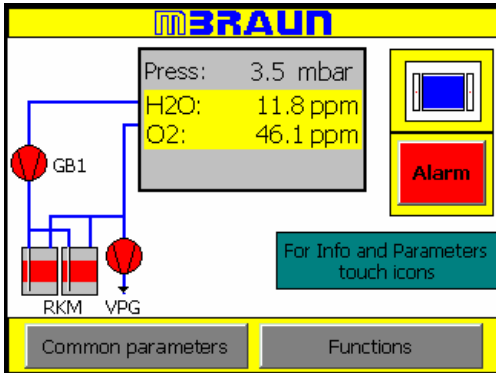 mBRAUN
Press: 3.5 mbar
H2O: 11.8 ppm
O2: 46.1 ppm
GB1
Alarm
For Info and Parameters
touch icons
RKM VPG
Common parameters Functions